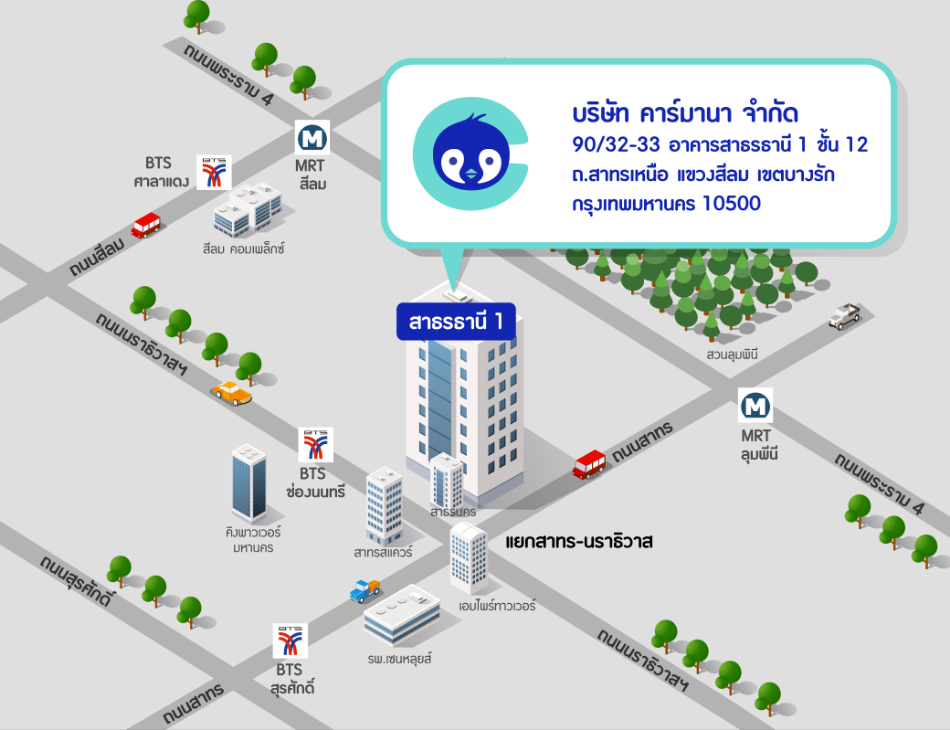 ถนนพระราม 4
บริษัท คาร์มานา จำกัด
90/32-33 อาคารสาธรธานี 1 ชั้น 12
ถ.สาทรเหนือ แขวงสีลม เขตบางรัก
กรุงเทพมหานคร 10500
M
MRT
สีลม
BTS
ศาลาแดง
BTS
สีลม คอมเพล็กซ์
ถนนสีลม
สาธรธานี 1
ถนนนราธิวาสฯ
สวนลุมพินี
M
MRT
ลุมพีนี
ถนนสาทร
BTS
BTS
ช่องนนทรี
ถนนพระราม 4
สาธรนคร
คิงพาวเวอร์
มหานคร
สาทรสแควร์
แยกสาทร-นราธิวาส
ถนนสุรศักดิ์
เอมไพร์ทาวเวอร์
BTS
BTS
สุรศักดิ์
รพ.เซนหลุยส์
ถนนนราธิวาสฯ
ถนนสาทร